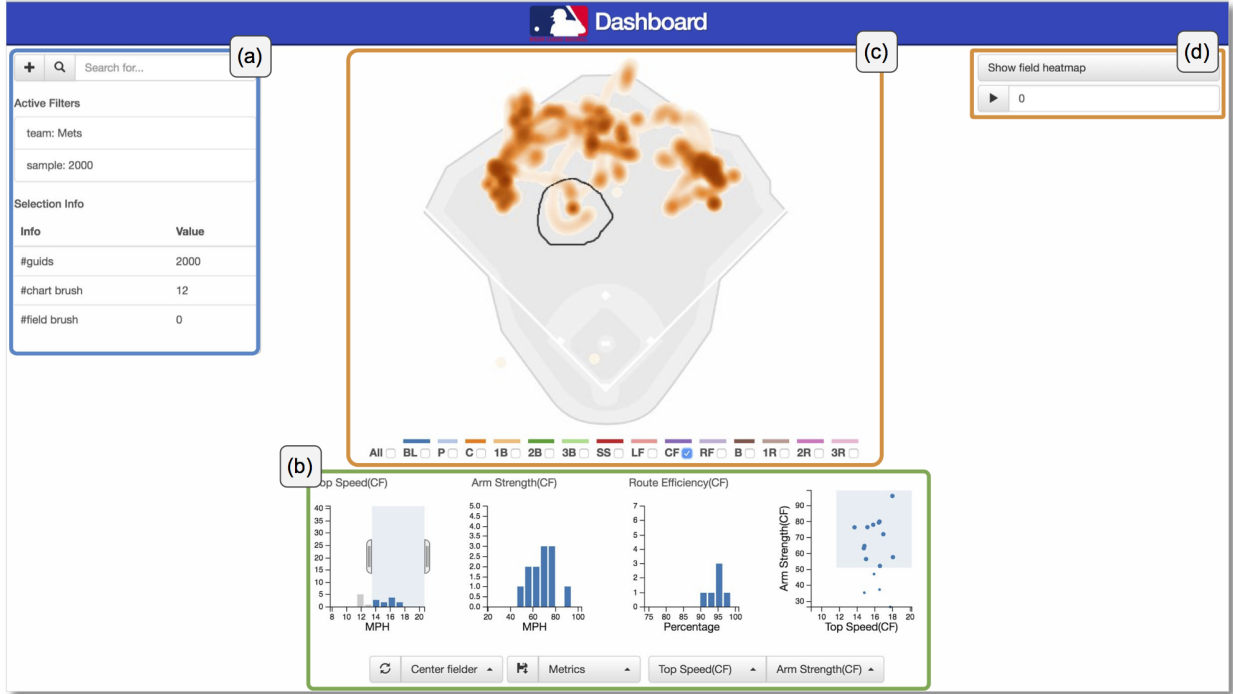 Dashboard
(a)
(c)
(d)
Search for...
Show field heatmap
0
Active Filters
team: Mets
sample: 2000
Selection Info
Info Value
#guids 2000
#chart brush 12
#field brush 0
All BL P C 1B 2B 3B SS LF CF RF B 1R 2R 3R
(b)
op Speed(CF) Arm Strength(CF) Route Efficiency(CF)
40
35
30
25
20
15
10
5
0
8 10 12 14 16 18 20
MPH
5.0
4.5
4.0
3.5
3.0
2.5
2.0
1.5
1.0
0.5
0.0
20 40 60 80 100
MPH
7
6
5
4
3
2
1
0
75 80 85 90 95 100
Percentage
Arm Strength(CF)
90
80
70
60
50
40
30
10 12 14 16 18 20
Top Speed(CF)
Center fielder Metrics Top Speed(CF) Arm Strength(CF)